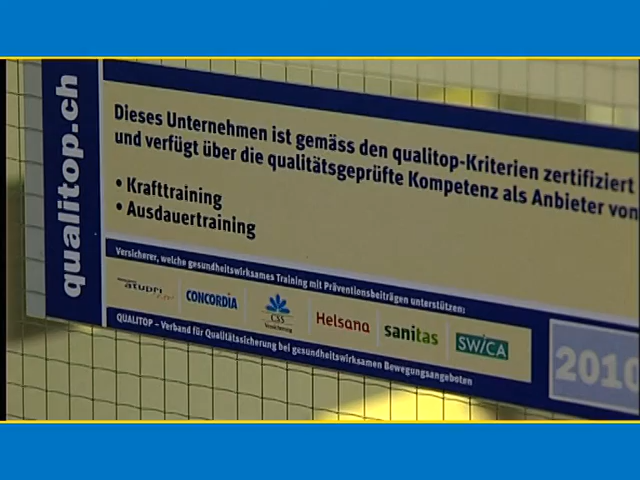 qualitop.ch
Dieses Unternehmen ist gemäss den qualitop-Kriterien zertifiziert
und verfügt über die qualitätsgeprüfte Kompetenz als Anbieter von
• Krafttraining
• Ausdauertraining
Versicherer, welche gesundheitswirksames Training mit Präventionsbeiträgen unterstützen:
atupri CONCORDIA CSS Versicherung Helsana sanitas SWICA
QUALITOP – Verband für Qualitätssicherung bei gesundheitswirksamen Bewegungsangeboten
2010